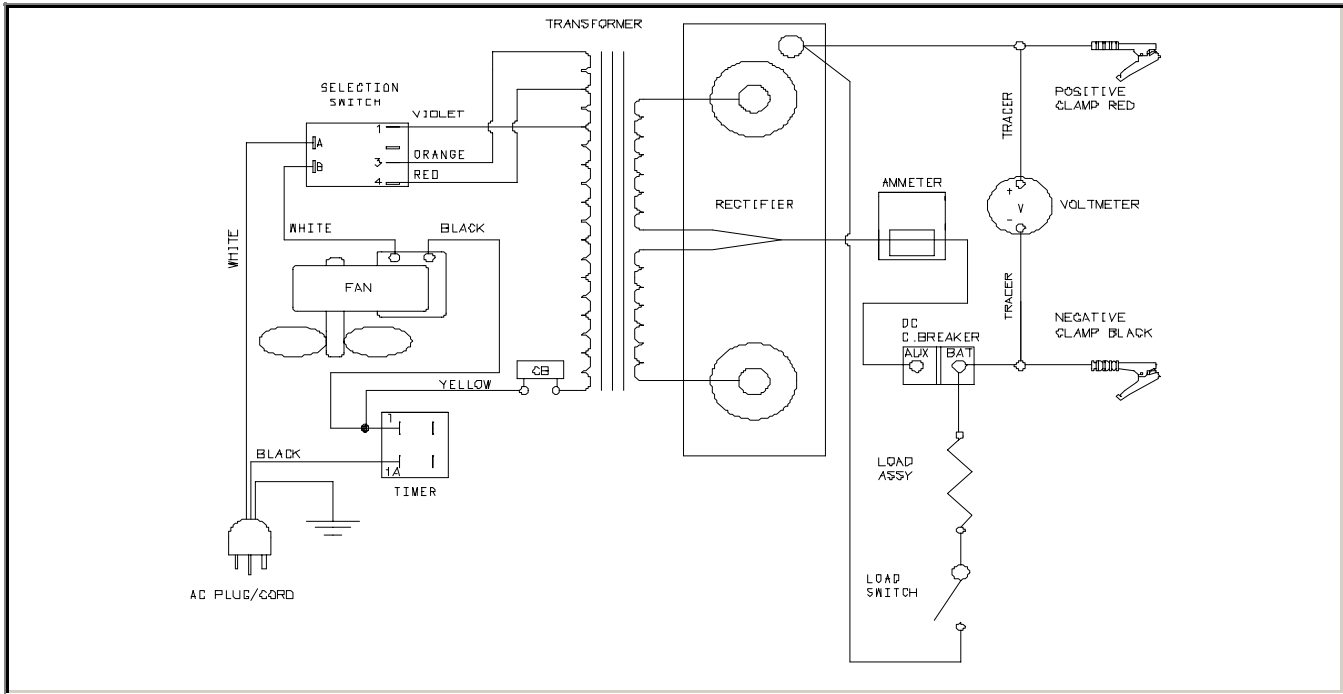 TRANSFORMER
SELECTION
SWITCH
VIOLET
1
A
3
ORANGE
B
4
RED
POSITIVE
CLAMP RED
TRACER
AMMETER
RECTIFIER
+
V
-
VOLTMETER
WHITE
WHITE
BLACK
FAN
TRACER
NEGATIVE
CLAMP BLACK
DC
C.BREAKER
AUX
BAT
CB
YELLOW
1
BLACK
1A
TIMER
LOAD
ASSY
LOAD
SWITCH
AC PLUG/CORD